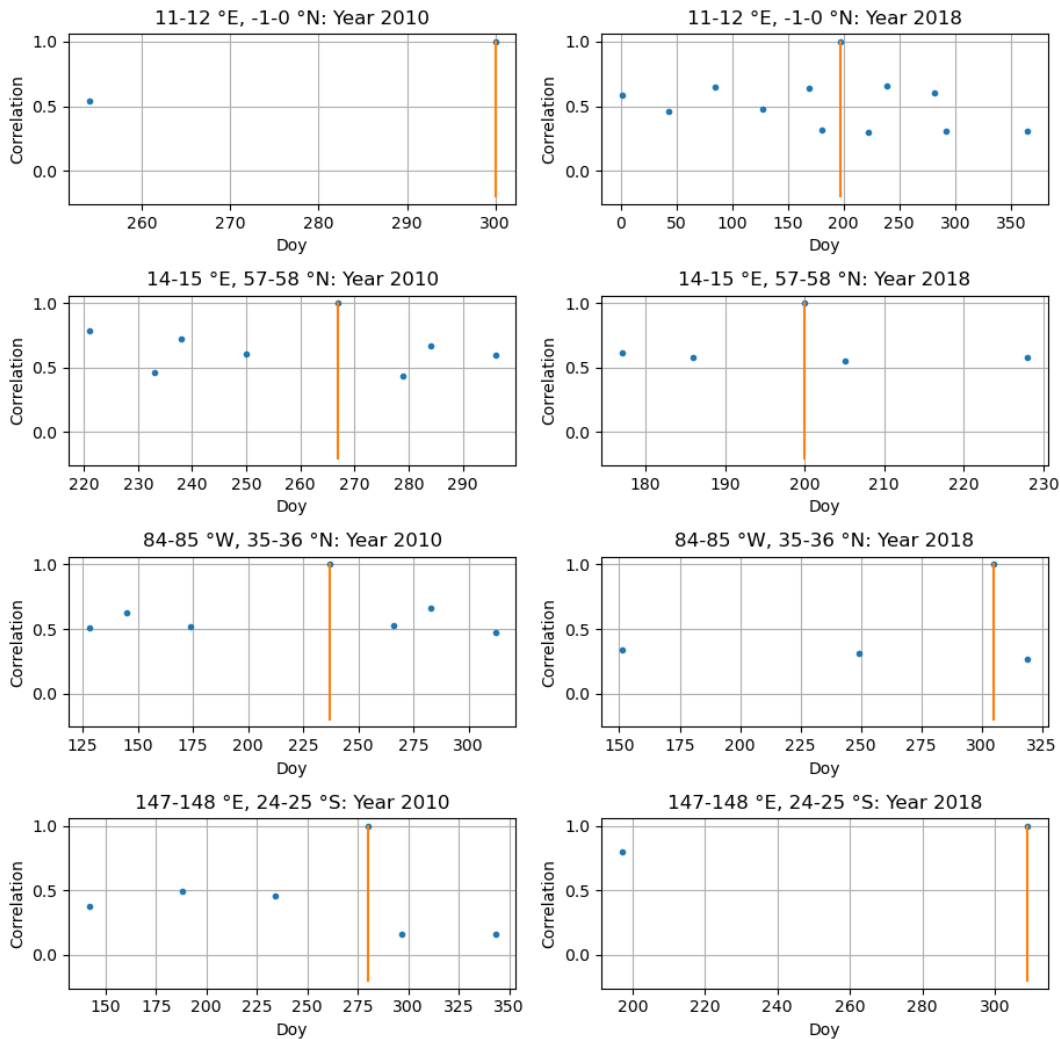 11-12 °E, -1-0 °N: Year 2010
Correlation
1.0
0.5
0.0
260 270 280 290 300
Doy
11-12 °E, -1-0 °N: Year 2018
Correlation
1.0
0.5
0.0
0 50 100 150 200 250 300 350
Doy
14-15 °E, 57-58 °N: Year 2010
Correlation
1.0
0.5
0.0
220 230 240 250 260 270 280 290
Doy
14-15 °E, 57-58 °N: Year 2018
Correlation
1.0
0.5
0.0
180 190 200 210 220 230
Doy
84-85 °W, 35-36 °N: Year 2010
Correlation
1.0
0.5
0.0
125 150 175 200 225 250 275 300
Doy
84-85 °W, 35-36 °N: Year 2018
Correlation
1.0
0.5
0.0
150 175 200 225 250 275 300 325
Doy
147-148 °E, 24-25 °S: Year 2010
Correlation
1.0
0.5
0.0
150 175 200 225 250 275 300 325 350
Doy
147-148 °E, 24-25 °S: Year 2018
Correlation
1.0
0.5
0.0
200 220 240 260 280 300
Doy